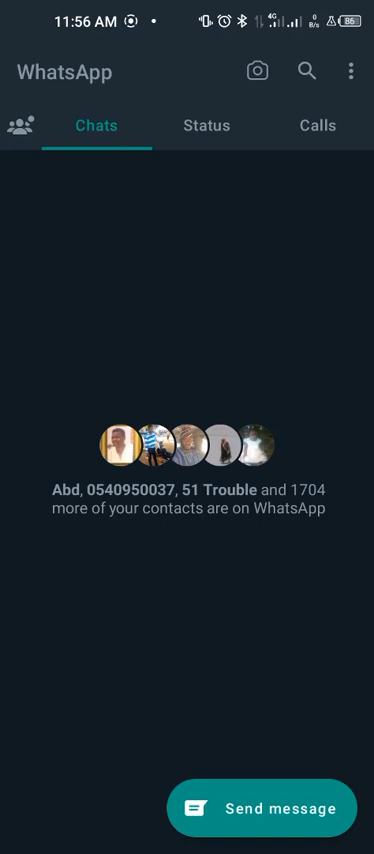 11:56 AM 4G 0 B/s 86
WhatsApp
Chats Status Calls
Abd, 0540950037, 51 Trouble and 1704
more of your contacts are on WhatsApp
Send message